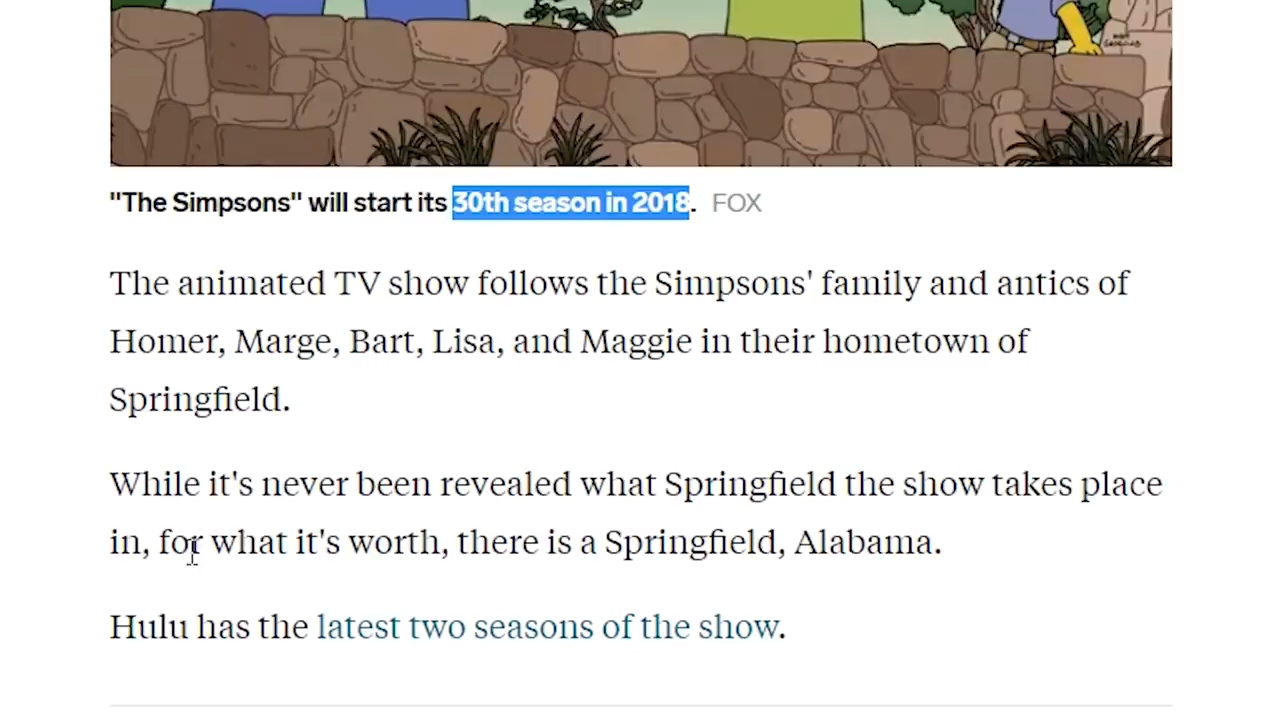 "The Simpsons" will start its 30th season in 2018. FOX
The animated TV show follows the Simpsons' family and antics of
Homer, Marge, Bart, Lisa, and Maggie in their hometown of
Springfield.
While it's never been revealed what Springfield the show takes place
in, for what it's worth, there is a Springfield, Alabama.
Hulu has the latest two seasons of the show.